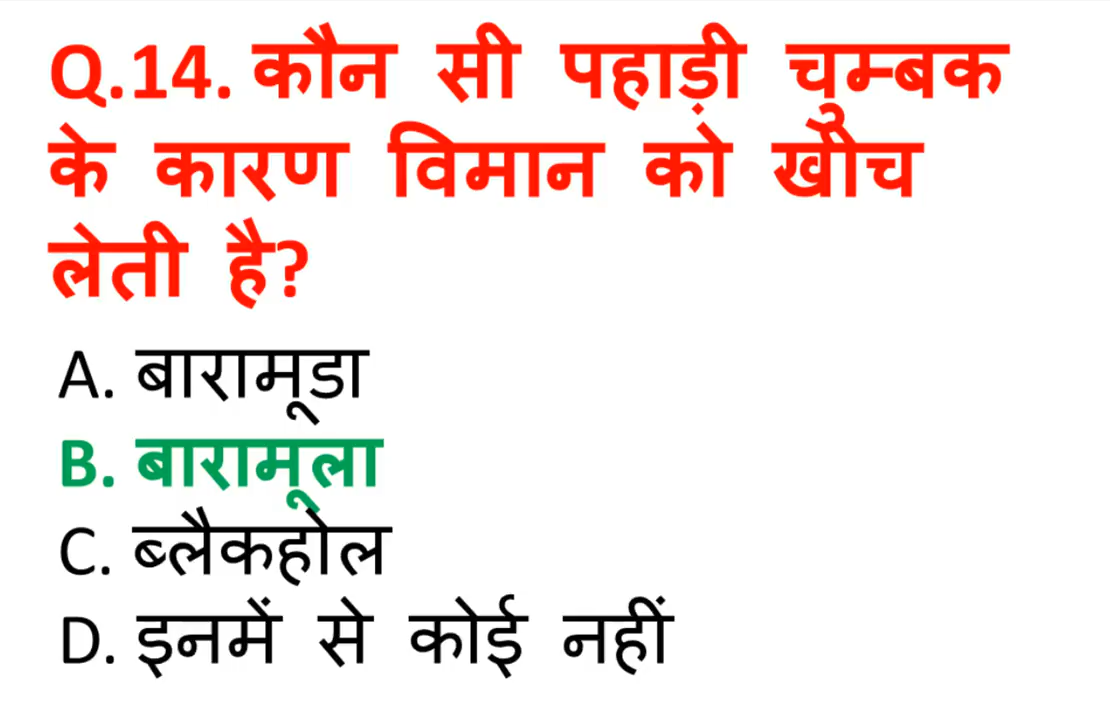 Q.14. कौन सी पहाड़ी चुम्बक
के कारण विमान को खीच
लेती है?
A. बारामूडा
B. बारामूला
C. ब्लैकहोल
D. इनमें से कोई नहीं